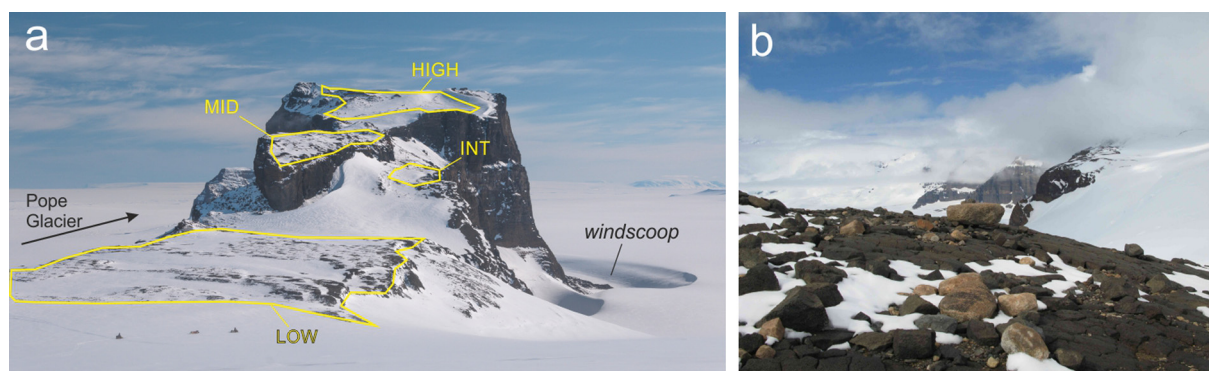 a
HIGH
MID
INT
Pope
Glacier
windscoop
LOW
b